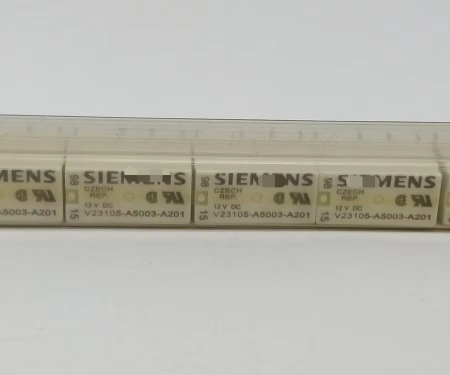 MENS
A5003-A201
98 15
SIEMENS
CZECH
REP.
12 V DC
V23105-A5003-A201
98 15
SIEMENS
CZECH
REP.
12 V DC
V23105-A5003-A201
98 15
SIEMENS
CZECH
REP.
12 V DC
V23105-A5003-A201